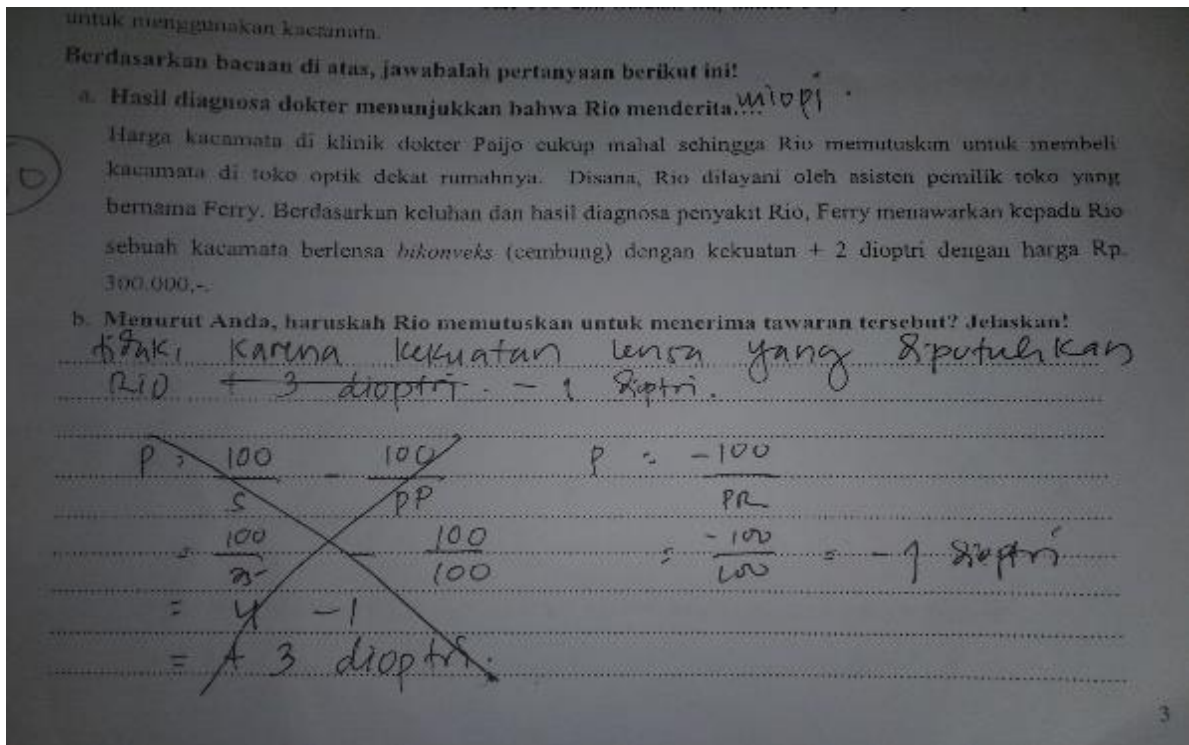 untuk menggunakan kacamata.
Berdasarkan bacaan di atas, jawabalah pertanyaan berikut ini!
a. Hasil diagnosa dokter menunjukkan bahwa Rio menderita.... miopi.
Harga kacamata di klinik dokter Paijo cukup mahal sehingga Rio memutuskan untuk membeli
kacamata di toko optik dekat rumahnya. Disana, Rio dilayani oleh asisten pemilik toko yang
bernama Ferry. Berdasarkan keluhan dan hasil diagnosa penyakit Rio, Ferry menawarkan kepada Rio
sebuah kacamata berlensa bikonveks (cembung) dengan kekuatan + 2 dioptri dengan harga Rp.
300.000,-.
b. Menurut Anda, haruskah Rio memutuskan untuk menerima tawaran tersebut? Jelaskan!
tidak, karena kekuatan lensa yang diputuhkan
Rio + 3 dioptri. - 1 dioptri.
P = 100/S - 100/PP
= 100/25 - 100/100
= 4 - 1
= + 3 dioptri.
P = -100/PR
= -100/100 = -1 dioptri
3